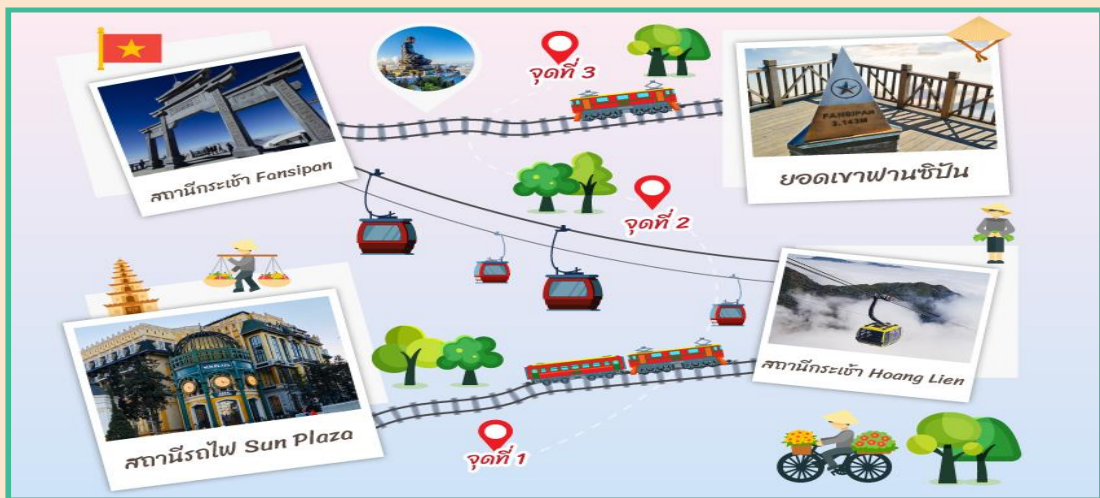 จุดที่ 3
สถานีกระเช้า Fansipan
FANSIPAN
3.143M
ยอดเขาฟานซิปัน
จุดที่ 2
สถานีกระเช้า Hoang Lien
สถานีรถไฟ Sun Plaza
จุดที่ 1